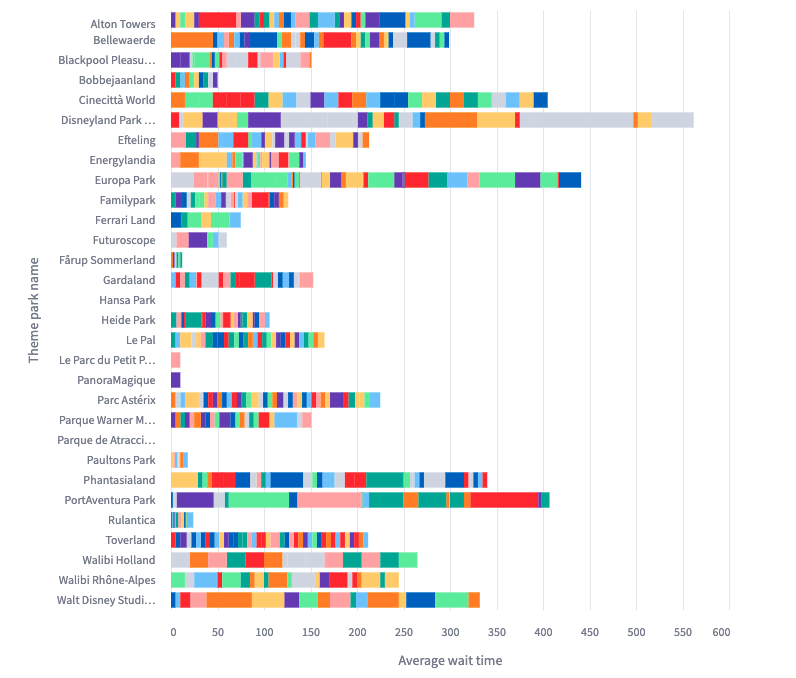 Alton Towers
Bellewaerde
Blackpool Pleasu…
Bobbejaanland
Cinecittà World
Disneyland Park …
Efteling
Energylandia
Europa Park
Familypark
Ferrari Land
Futuroscope
Fårup Sommerland
Gardaland
Hansa Park
Heide Park
Le Pal
Le Parc du Petit P…
PanoraMagique
Parc Astérix
Parque Warner M…
Parque de Atracci…
Paultons Park
Phantasialand
PortAventura Park
Rulantica
Toverland
Walibi Holland
Walibi Rhône-Alpes
Walt Disney Studi…
Theme park name
0 50 100 150 200 250 300 350 400 450 500 550 600
Average wait time